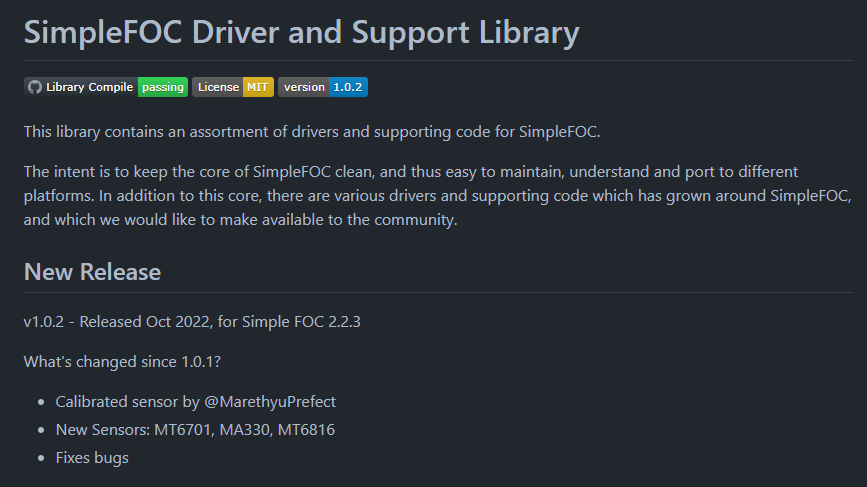 SimpleFOC Driver and Support Library
Library Compile passing License MIT version 1.0.2
This library contains an assortment of drivers and supporting code for SimpleFOC.
The intent is to keep the core of SimpleFOC clean, and thus easy to maintain, understand and port to different
platforms. In addition to this core, there are various drivers and supporting code which has grown around SimpleFOC,
and which we would like to make available to the community.
New Release
v1.0.2 - Released Oct 2022, for Simple FOC 2.2.3
What's changed since 1.0.1?
• Calibrated sensor by @MarethyuPrefect
• New Sensors: MT6701, MA330, MT6816
• Fixes bugs